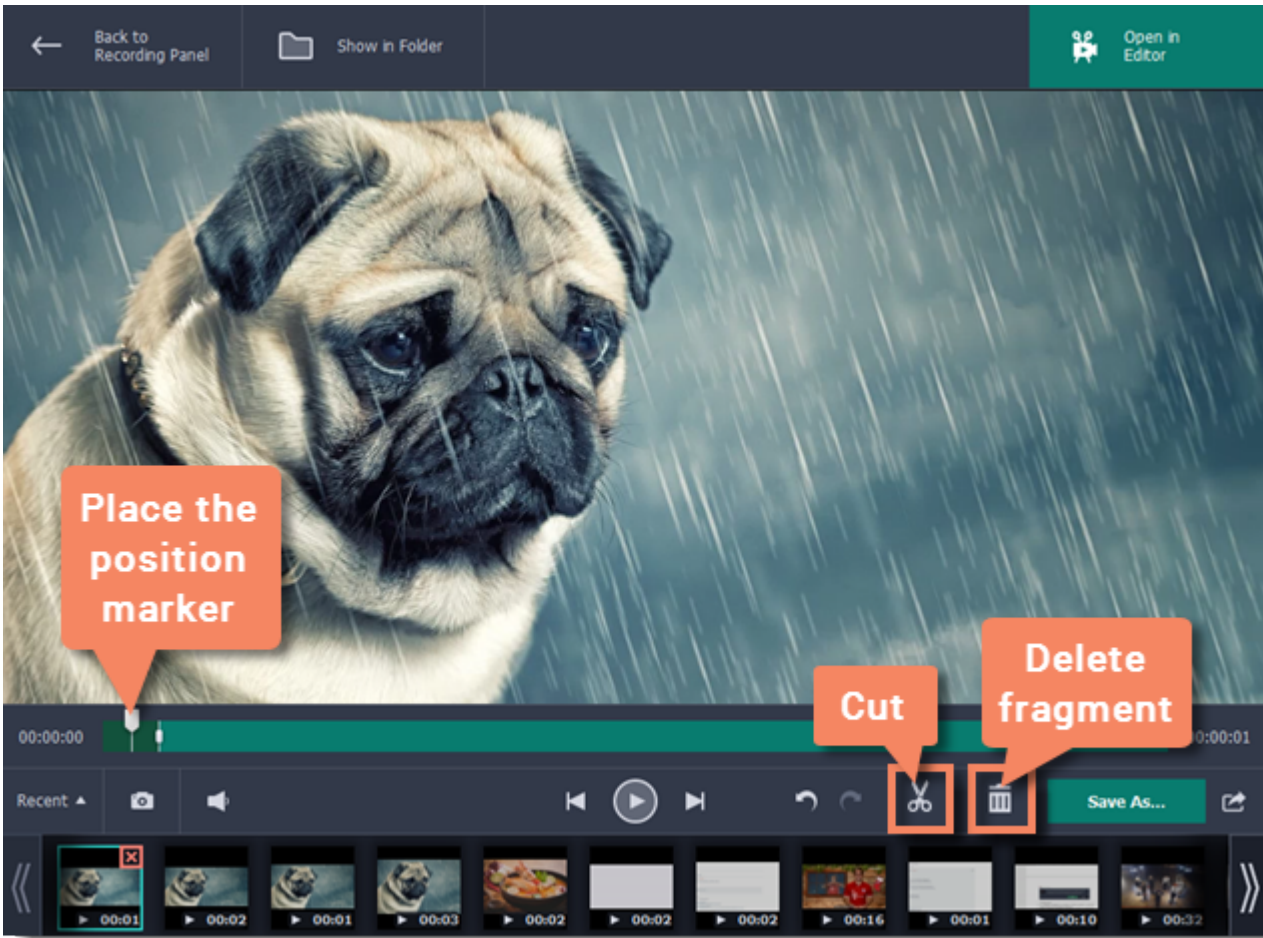 Back to
Recording Panel
Show in Folder
Open in
Editor
Place the
position
marker
Delete
fragment
Cut
00:00:00
0:00:01
Recent
Save As...
00:01
00:02
00:01
00:03
00:02
00:02
00:02
00:16
00:01
00:10
00:32